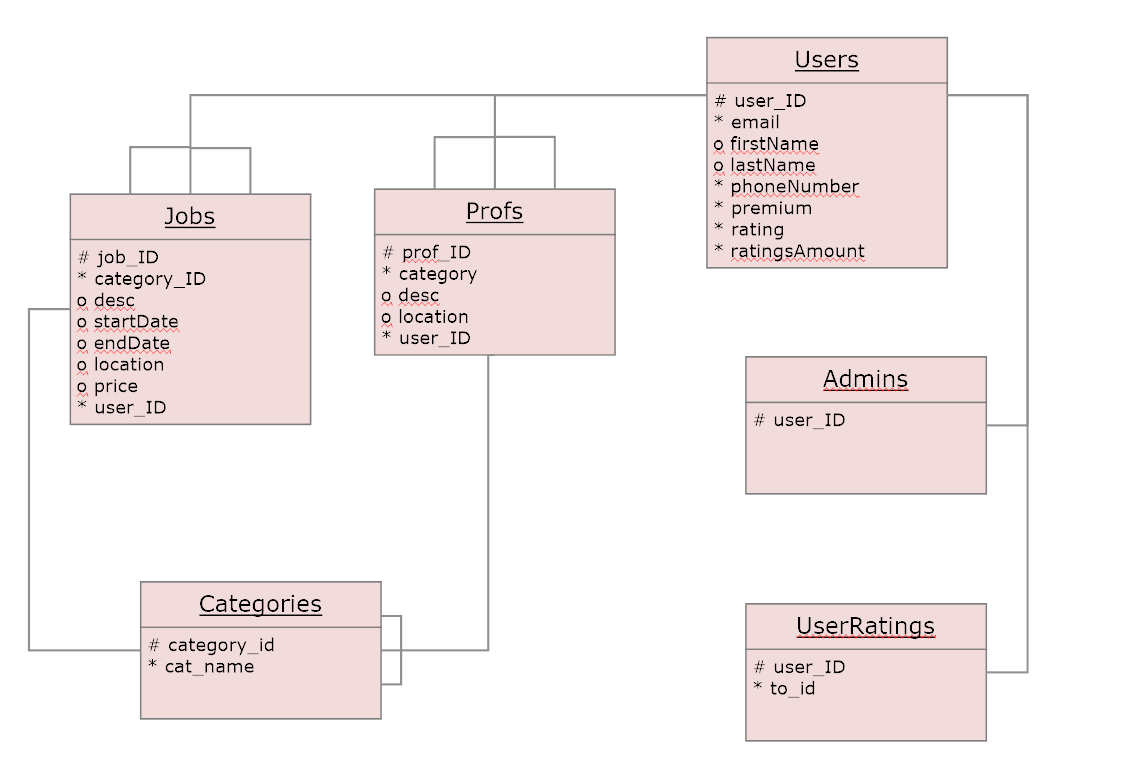 Users
# user_ID
* email
o firstName
o lastName
* phoneNumber
* premium
* rating
* ratingsAmount
Jobs
# job_ID
* category_ID
o desc
o startDate
o endDate
o location
o price
* user_ID
Profs
# prof_ID
* category
o desc
o location
* user_ID
Admins
# user_ID
Categories
# category_id
* cat_name
UserRatings
# user_ID
* to_id